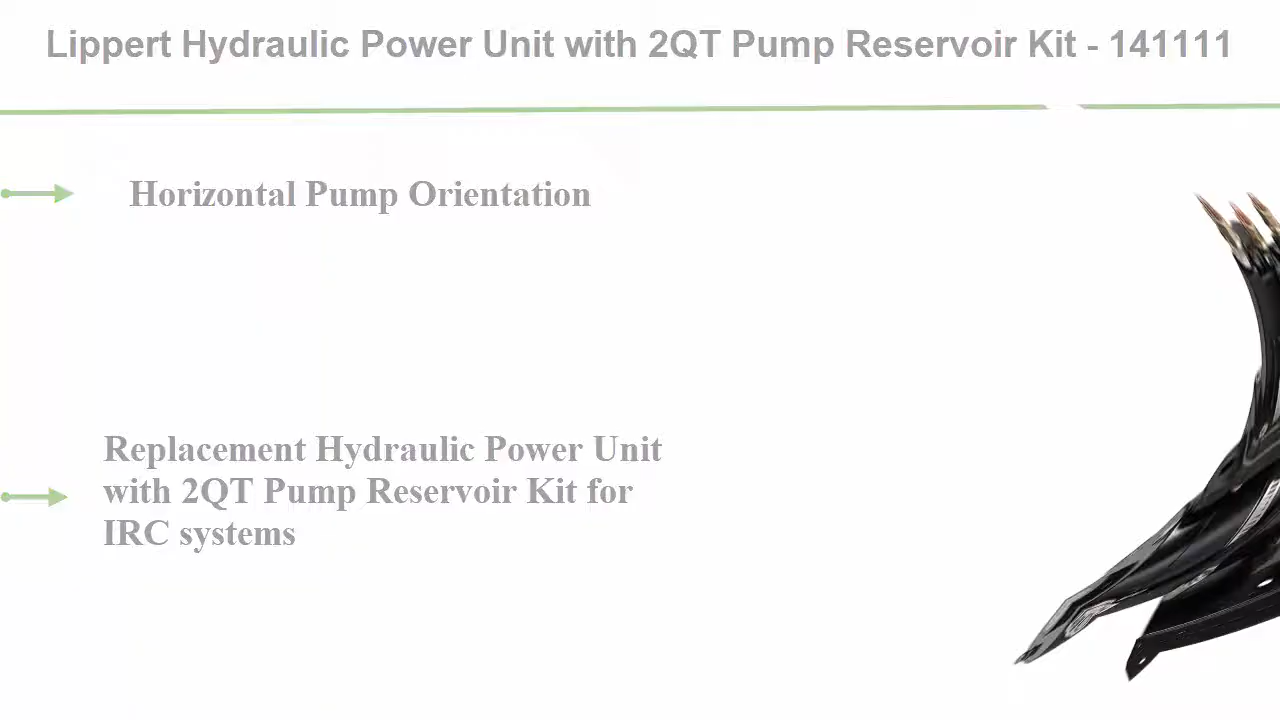 Lippert Hydraulic Power Unit with 2QT Pump Reservoir Kit - 141111
Horizontal Pump Orientation
Replacement Hydraulic Power Unit
with 2QT Pump Reservoir Kit for
IRC systems